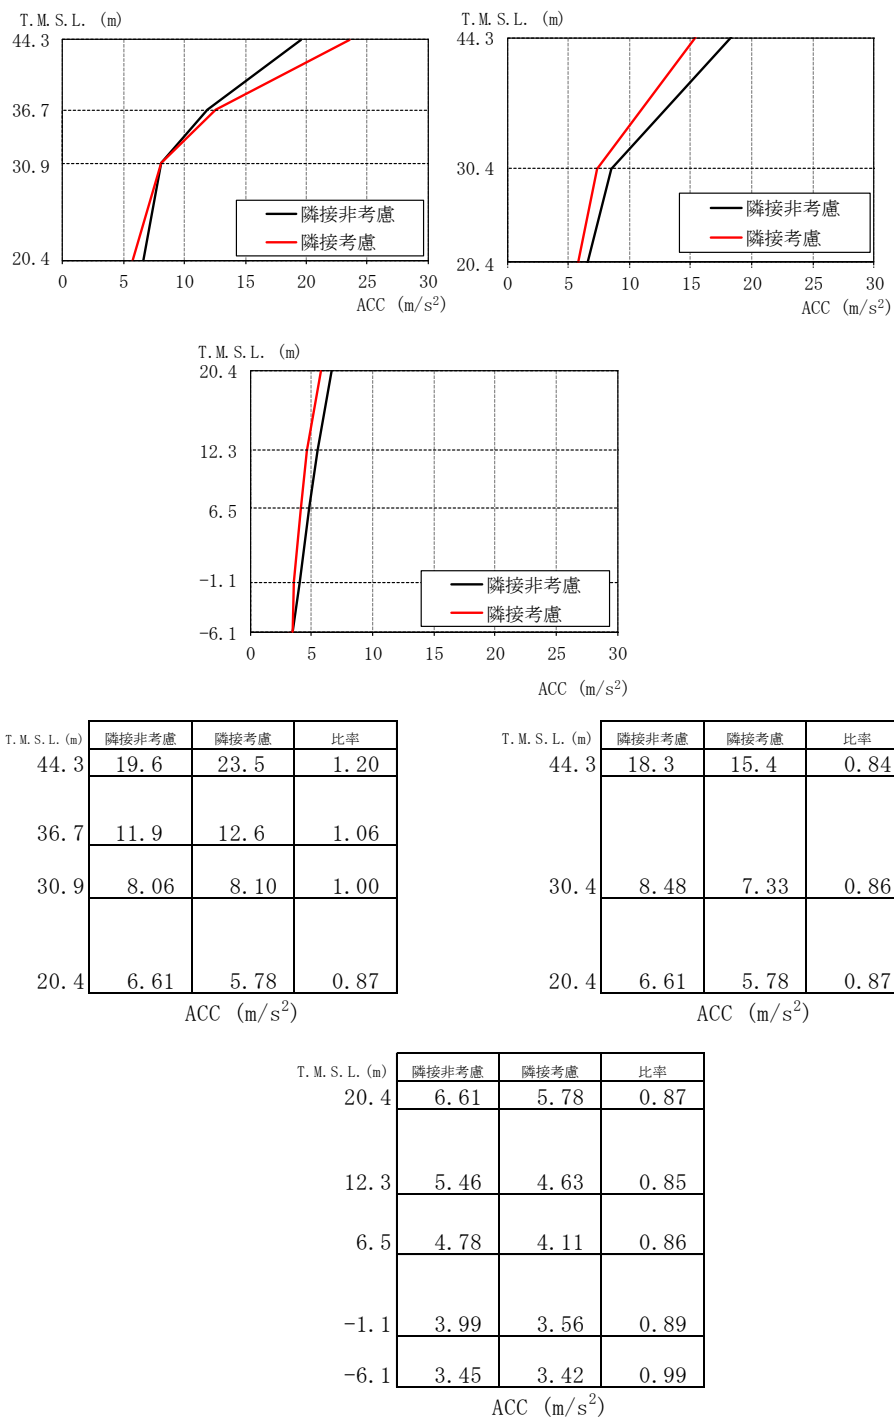 T.M.S.L. (m)
44.3
36.7
30.9
20.4
0 5 10 15 20 25 30
ACC (m/s²)
隣接非考慮
隣接考慮
T.M.S.L. (m)
44.3
30.4
20.4
0 5 10 15 20 25 30
ACC (m/s²)
隣接非考慮
隣接考慮
T.M.S.L. (m)
20.4
12.3
6.5
-1.1
-6.1
0 5 10 15 20 25 30
ACC (m/s²)
隣接非考慮
隣接考慮
T.M.S.L.(m) 隣接非考慮 隣接考慮 比率
44.3 19.6 23.5 1.20
36.7 11.9 12.6 1.06
30.9 8.06 8.10 1.00
20.4 6.61 5.78 0.87
ACC (m/s²)
T.M.S.L.(m) 隣接非考慮 隣接考慮 比率
44.3 18.3 15.4 0.84
30.4 8.48 7.33 0.86
20.4 6.61 5.78 0.87
ACC (m/s²)
T.M.S.L.(m) 隣接非考慮 隣接考慮 比率
20.4 6.61 5.78 0.87
12.3 5.46 4.63 0.85
6.5 4.78 4.11 0.86
-1.1 3.99 3.56 0.89
-6.1 3.45 3.42 0.99
ACC (m/s²)